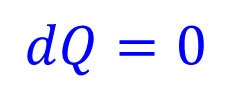 dQ = 0